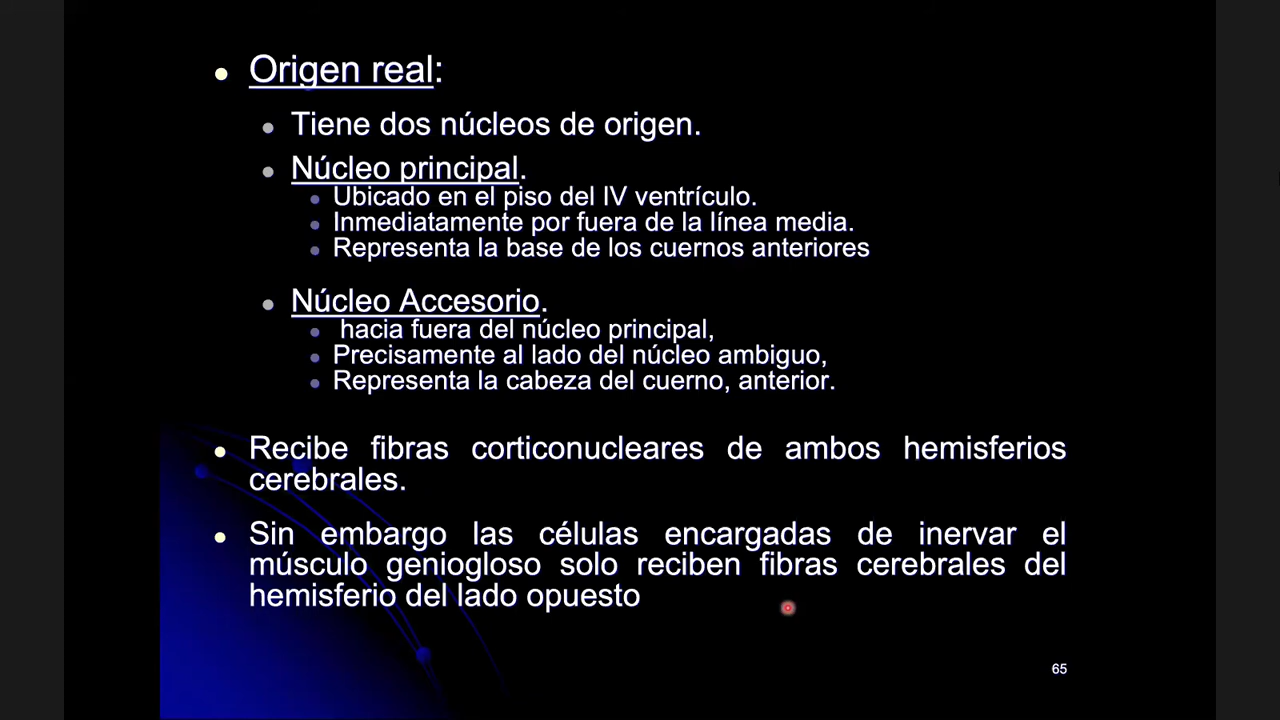 Origen real:
Tiene dos núcleos de origen.
Núcleo principal.
Ubicado en el piso del IV ventrículo.
Inmediatamente por fuera de la línea media.
Representa la base de los cuernos anteriores
Núcleo Accesorio.
hacia fuera del núcleo principal,
Precisamente al lado del núcleo ambiguo,
Representa la cabeza del cuerno, anterior.
Recibe fibras corticonucleares de ambos hemisferios
cerebrales.
Sin embargo las células encargadas de inervar el
músculo geniogloso solo reciben fibras cerebrales del
hemisferio del lado opuesto
65